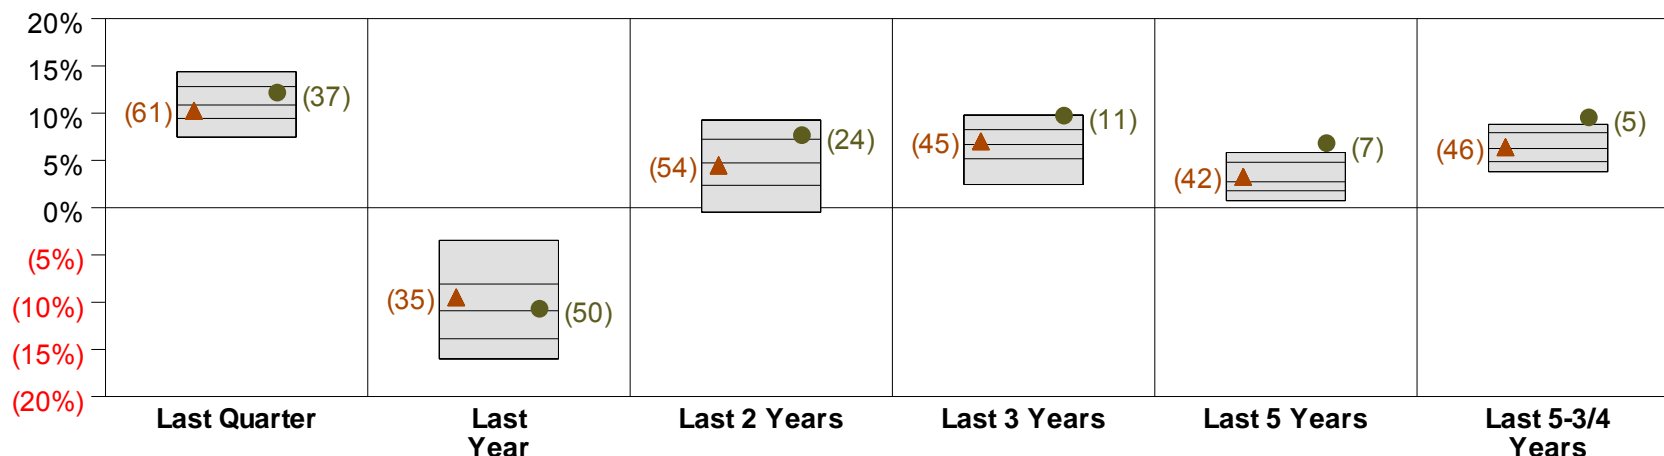 20%
15%
10%
5%
0%
(5%)
(10%)
(15%)
(20%)
(61)
(37)
(35)
(50)
(54)
(24)
(45)
(11)
(42)
(7)
(46)
(5)
Last Quarter
Last
Year
Last 2 Years
Last 3 Years
Last 5 Years
Last 5-3/4
Years